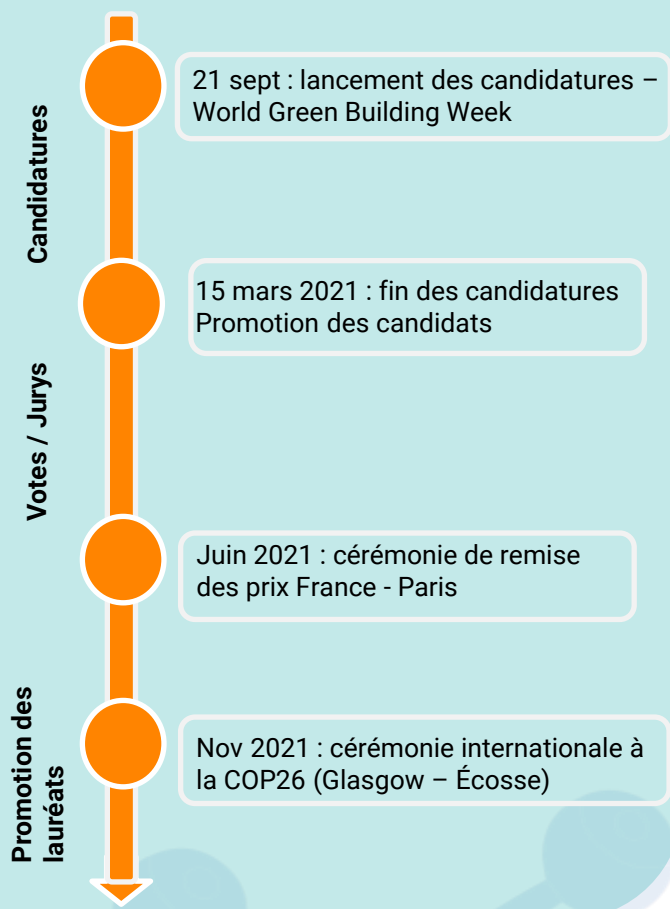 21 sept : lancement des candidatures –
World Green Building Week
Candidatures
15 mars 2021 : fin des candidatures
Promotion des candidats
Votes / Jurys
Juin 2021 : cérémonie de remise
des prix France - Paris
Promotion des
lauréats
Nov 2021 : cérémonie internationale à
la COP26 (Glasgow – Écosse)